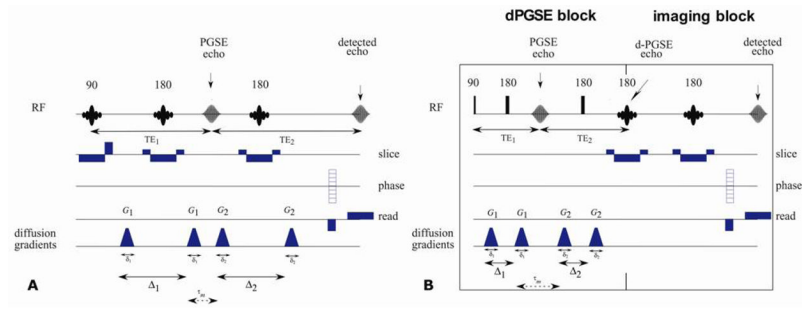 dPGSE block
imaging block
PGSE
echo
detected
echo
90
180
180
RF
TE1
TE2
slice
phase
read
G1
G1
G2
G2
diffusion
gradients
δ1
δ1
δ2
δ2
Δ1
Δ2
τm
A
PGSE
echo
d-PGSE
echo
detected
echo
90
180
180
180
180
RF
TE1
TE2
slice
phase
read
G1
G1
G2
G2
diffusion
gradients
δ1
δ1
δ2
δ2
Δ1
Δ2
τm
B